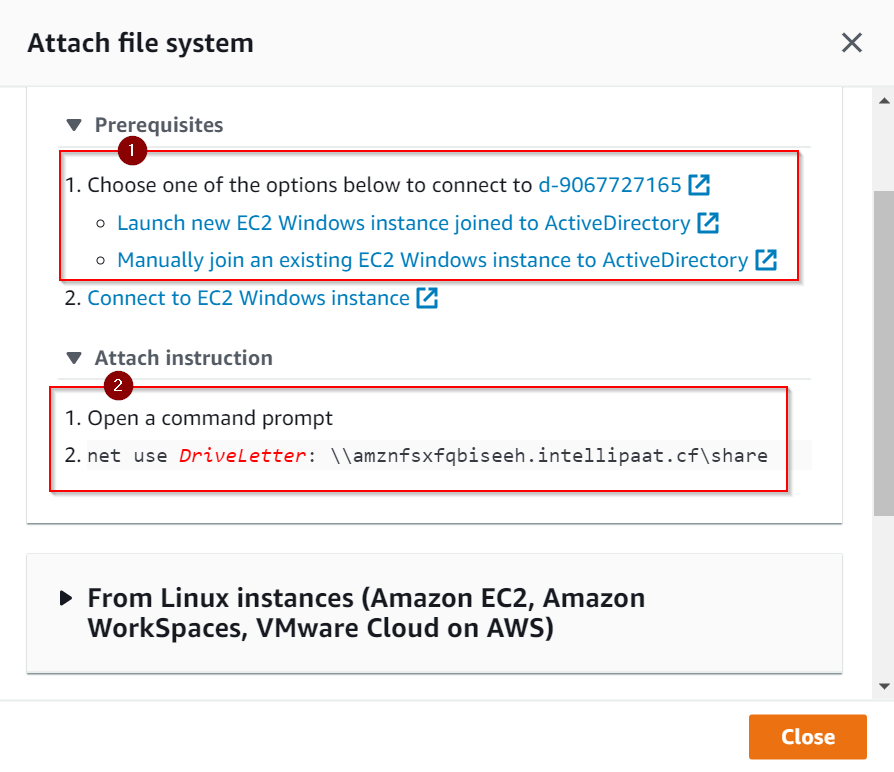 Attach file system
Prerequisites
1
1. Choose one of the options below to connect to d-9067727165
Launch new EC2 Windows instance joined to ActiveDirectory
Manually join an existing EC2 Windows instance to ActiveDirectory
2. Connect to EC2 Windows instance
Attach instruction
2
1. Open a command prompt
2. net use DriveLetter: \\amznfsxfqbiseeh.intellipaat.cf\share
From Linux instances (Amazon EC2, Amazon
WorkSpaces, VMware Cloud on AWS)
Close